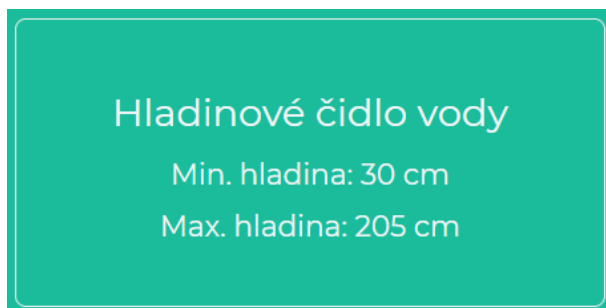 Hladinové čidlo vody
Min. hladina: 30 cm
Max. hladina: 205 cm